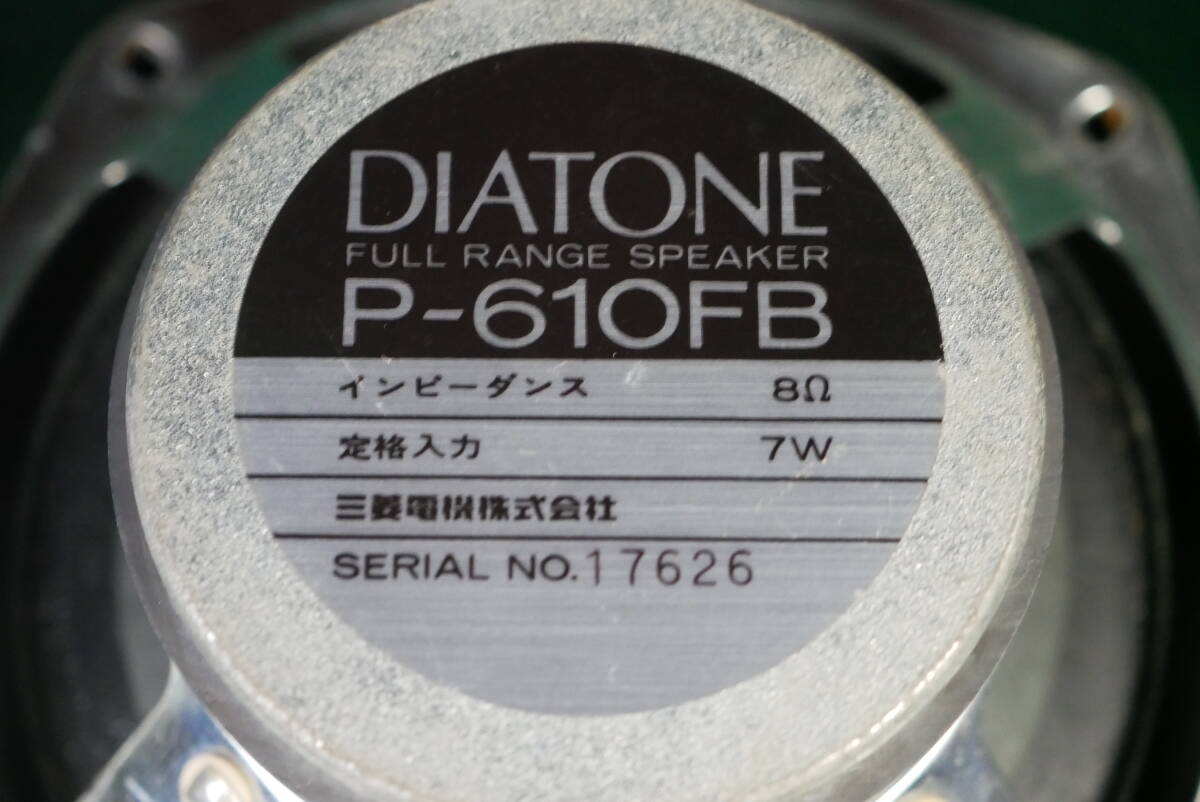 DIATONE
FULL RANGE SPEAKER
P-610FB
インピーダンス 8Ω
定格入力 7W
三菱電機株式会社
SERIAL NO. 17626